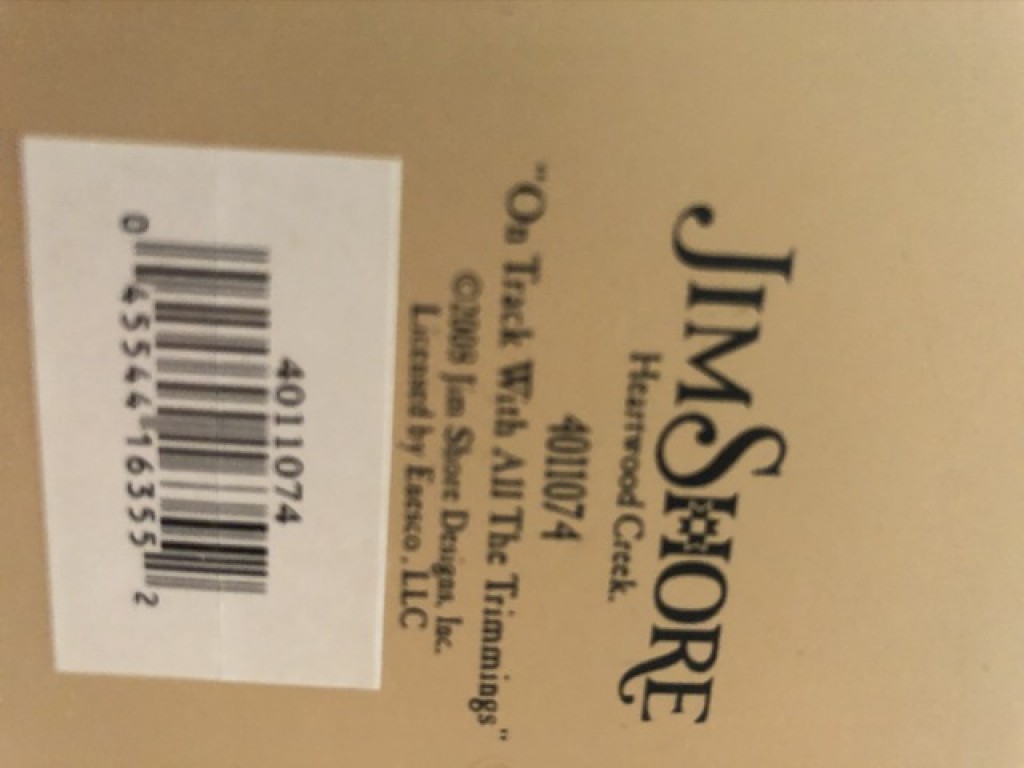 JIM SHORE
Heartwood Creek.
4011074
"On Track With All The Trimmings"
©2008 Jim Shore Designs, Inc.
Licensed by Enesco, LLC
4011074
0 45544 16355 2